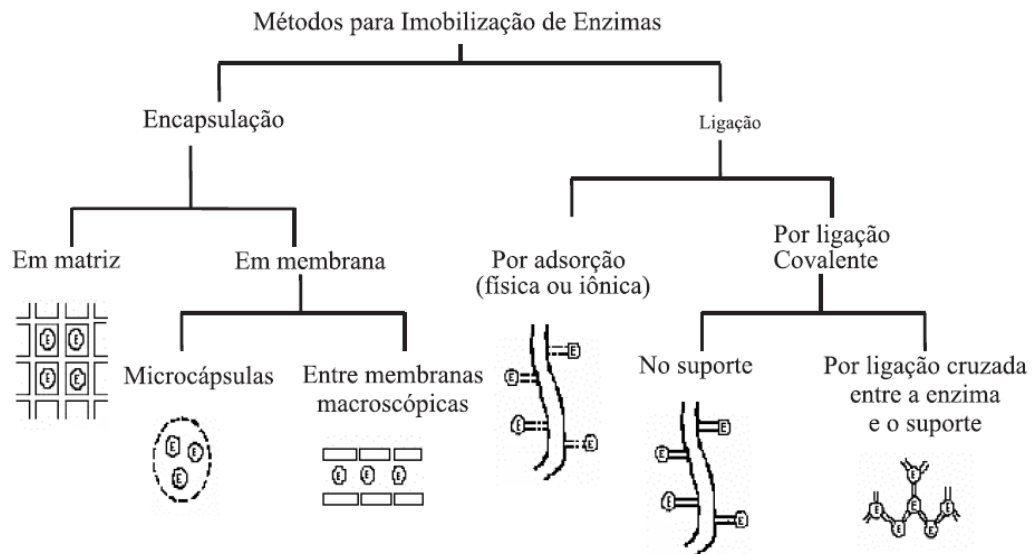 Métodos para Imobilização de Enzimas
Encapsulação
Ligação
Em matriz
Em membrana
Por adsorção
(física ou iônica)
Por ligação
Covalente
Microcápsulas
Entre membranas
macroscópicas
No suporte
Por ligação cruzada
entre a enzima
e o suporte
E E
E E
E E
E
E E E
E
E
E
E
E
E
E
E
E
E E E
E E